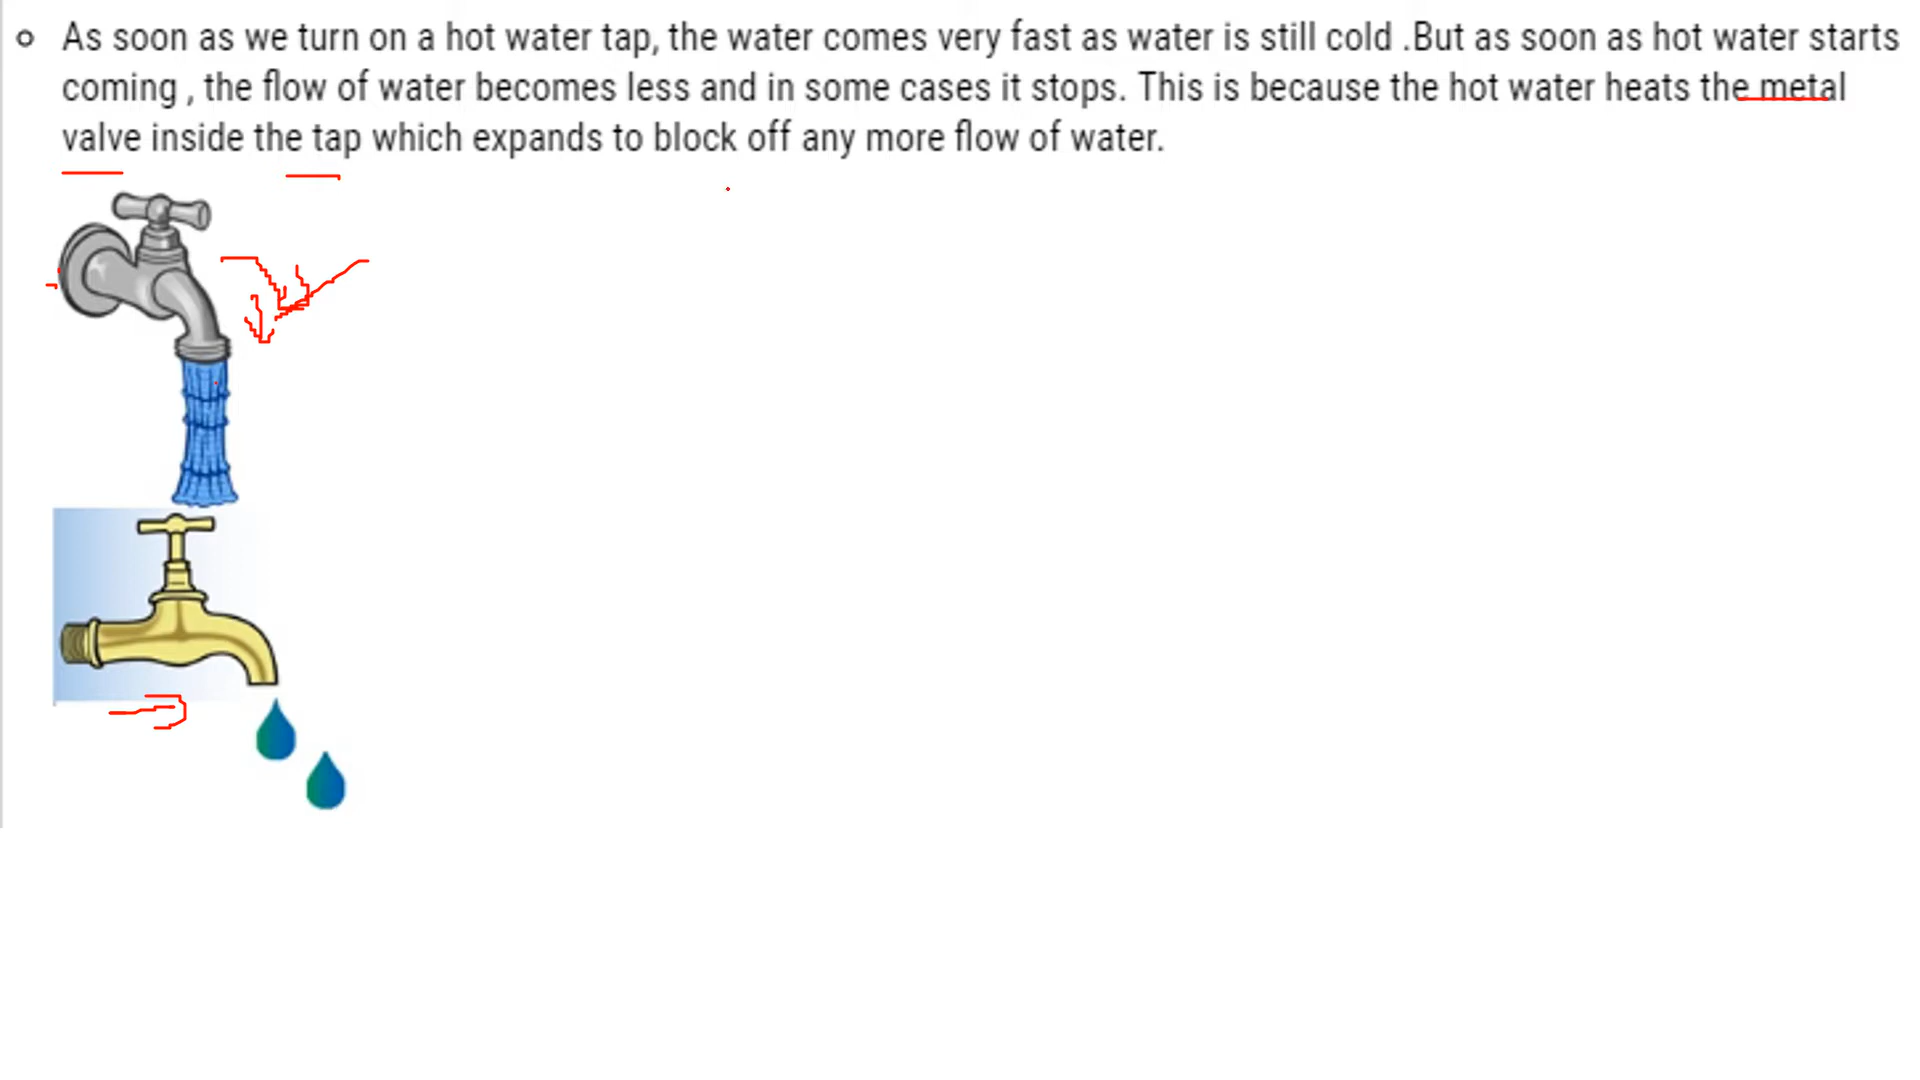 As soon as we turn on a hot water tap, the water comes very fast as water is still cold .But as soon as hot water starts
coming , the flow of water becomes less and in some cases it stops. This is because the hot water heats the metal
valve inside the tap which expands to block off any more flow of water.